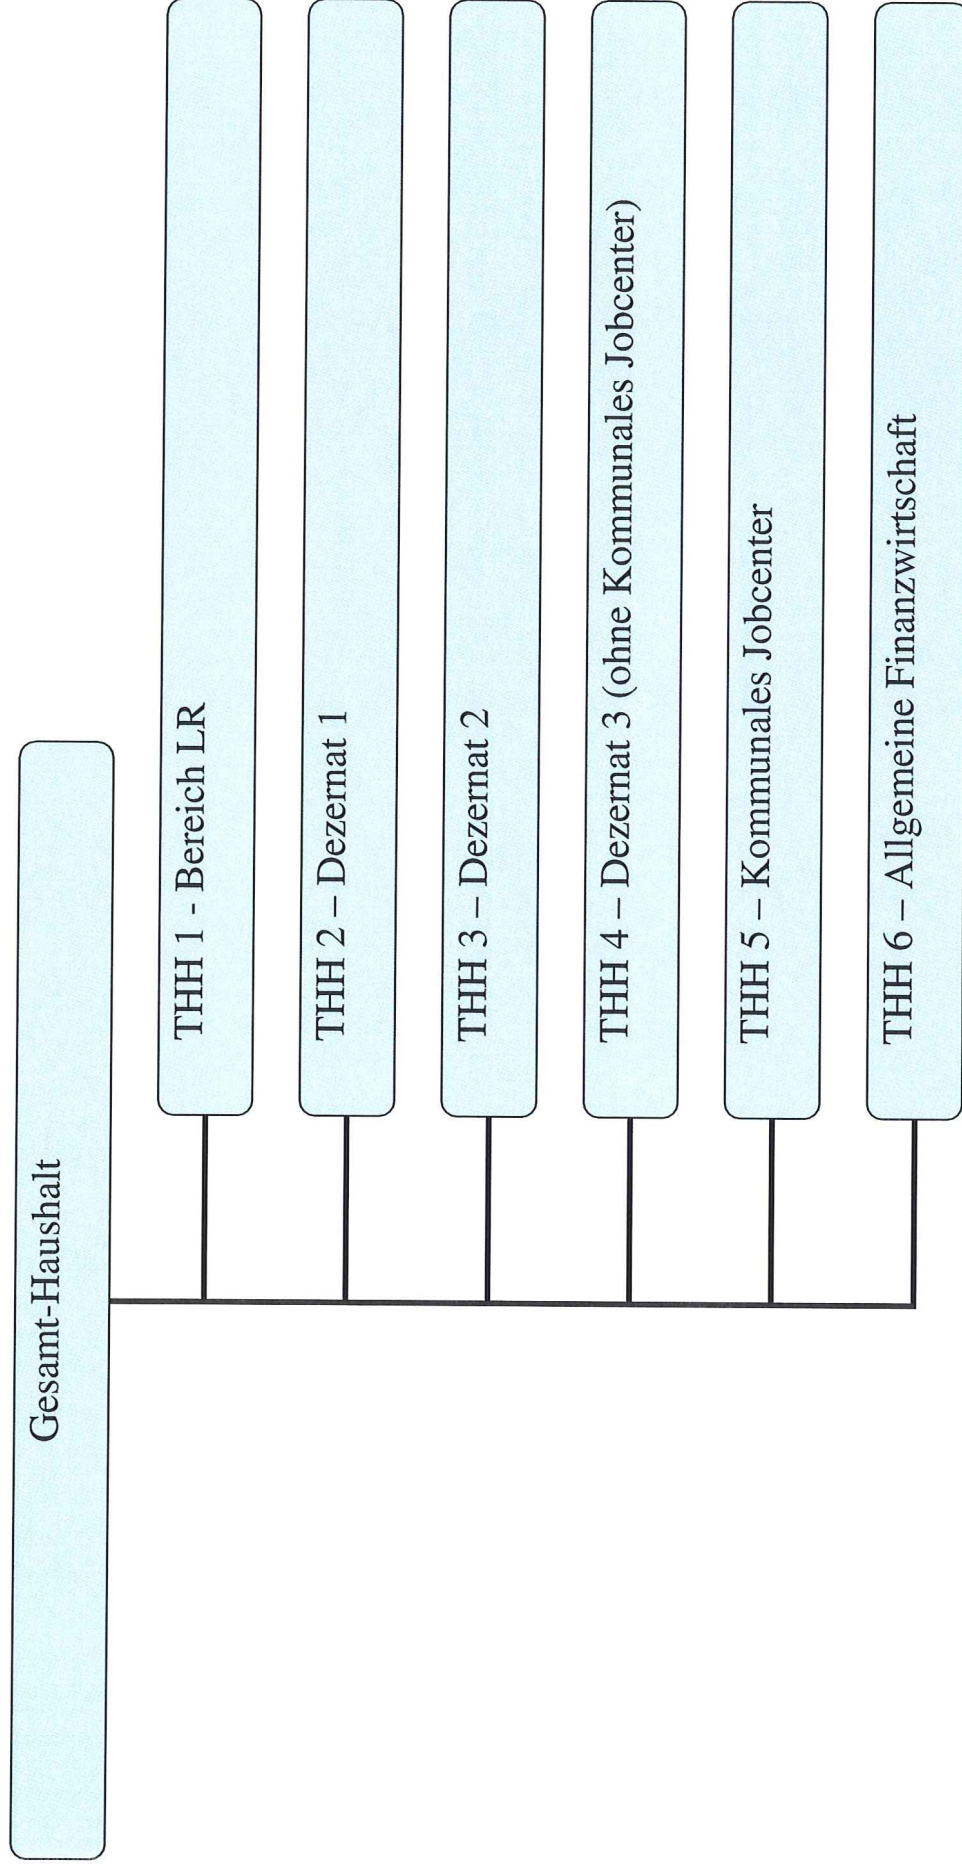 Gesamt-Haushalt
THH 1 - Bereich LR
THH 2 – Dezernat 1
THH 3 – Dezernat 2
THH 4 – Dezernat 3 (ohne Kommunales Jobcenter)
THH 5 – Kommunales Jobcenter
THH 6 – Allgemeine Finanzwirtschaft